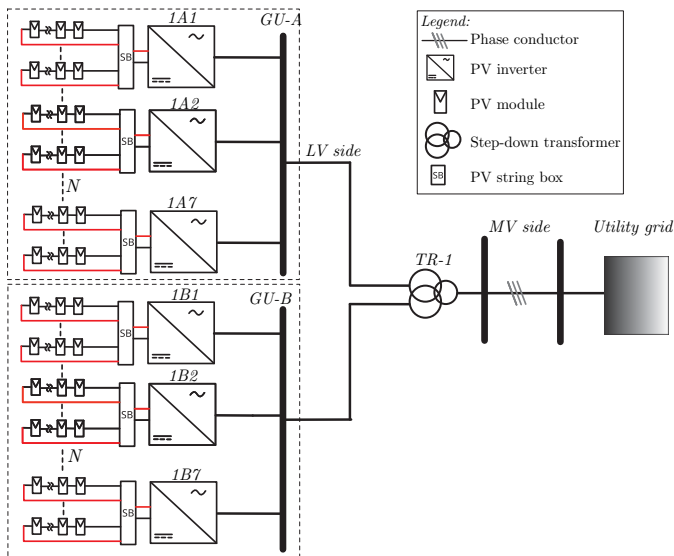 1A1
GU-A
SB
1A2
SB
N
1A7
SB
LV side
Legend:
Phase conductor
PV inverter
PV module
Step-down transformer
SB
PV string box
MV side
Utility grid
TR-1
1B1
GU-B
SB
1B2
SB
N
1B7
SB